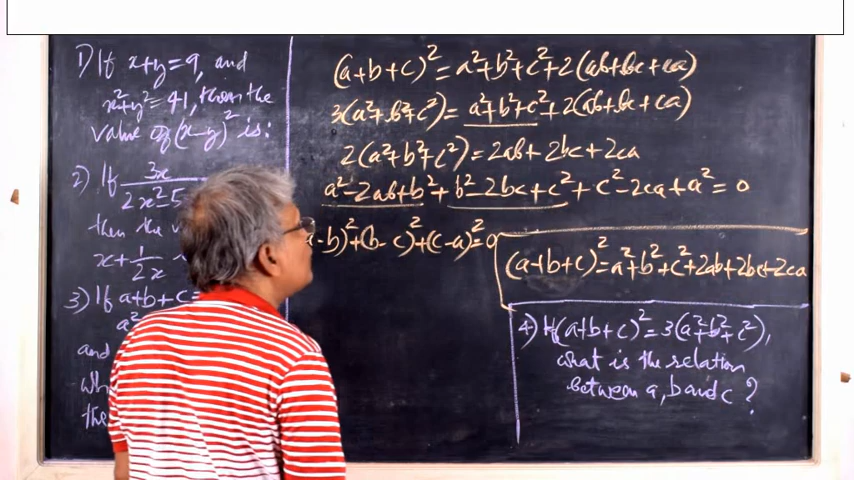 1) If x+y=9, and
x²+y²=41, then the
value of (x-y)² is:
2) If 3x
2x²-5
then the
x+1/2x
3) If a+b+c=
a²
and
the
(a+b+c)²=a²+b²+c²+2(ab+bc+ca)
3(a²+b²+c²)=a²+b²+c²+2(ab+bc+ca)
2(a²+b²+c²)=2ab+2bc+2ca
a²-2ab+b²+b²-2bc+c²+c²-2ca+a²=0
-b)²+(b-c)²+(c-a)²=0
(a+b+c)²=a²+b²+c²+2ab+2bc+2ca
4) If (a+b+c)²=3(a²+b²+c²),
what is the relation
between a, b and c ?